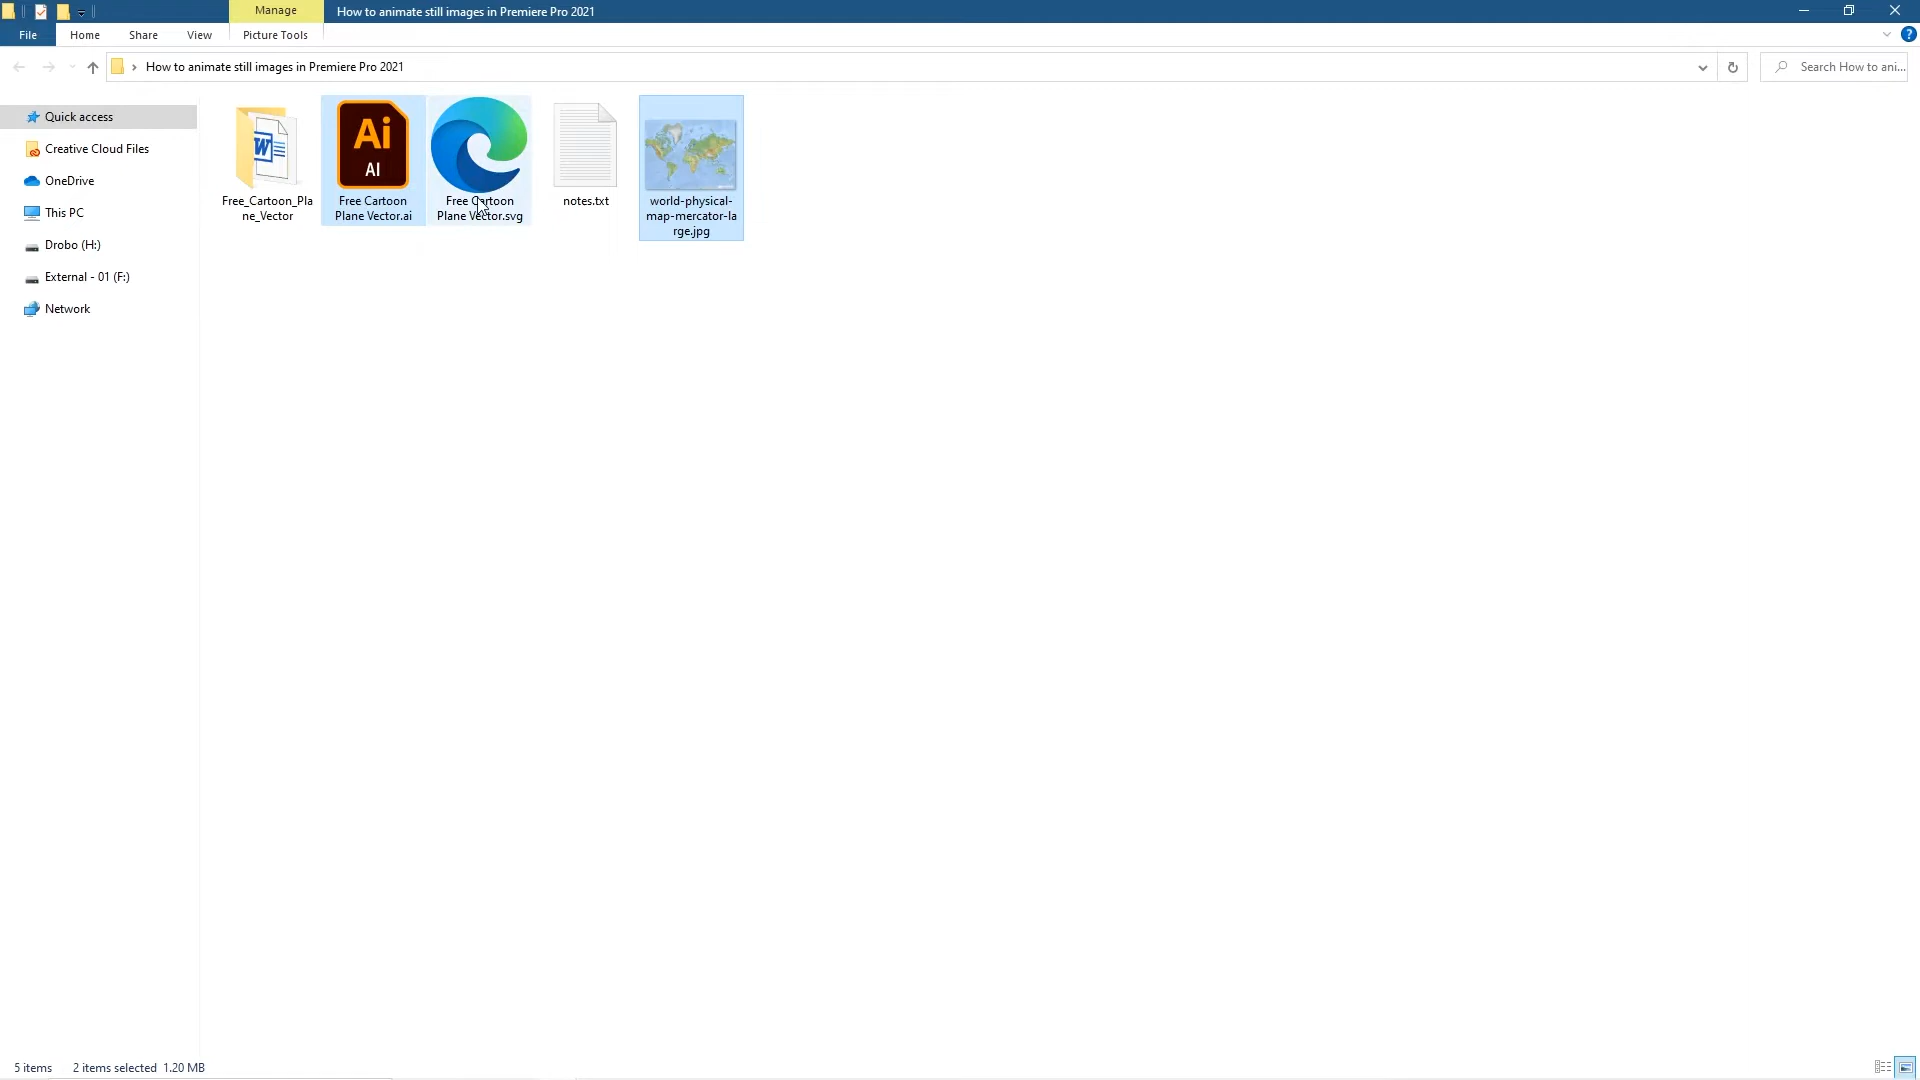 Manage
How to animate still images in Premiere Pro 2021
File
Home
Share
View
Picture Tools
?
How to animate still images in Premiere Pro 2021
Search How to ani...
Quick access
Creative Cloud Files
OneDrive
This PC
Drobo (H:)
External - 01 (F:)
Network
W
Free_Cartoon_Pla
ne_Vector
Ai
AI
Free Cartoon
Plane Vector.ai
Free Cartoon
Plane Vector.svg
notes.txt
world-physical-
map-mercator-la
rge.jpg
5 items
2 items selected 1.20 MB